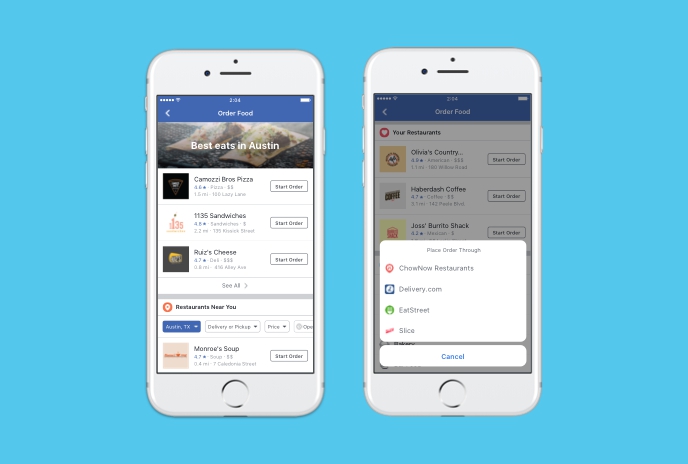 2:04
Order Food
Best eats in Austin
Camozzi Bros Pizza
4.6 ★ · Pizza · $$
1.5 mi · 100 Lazy Lane
Start Order
1135 Sandwiches
4.8 ★ · Sandwiches · $
2.2 mi · 135 Kissick Street
Start Order
Ruiz's Cheese
4.7 ★ · Deli · $$$
0.8 mi · 416 Alley Ave
Start Order
See All
Restaurants Near You
Austin, TX
Delivery or Pickup
Price
Ope
Monroe's Soup
4.7 ★ · Soup · $$
0.4 mi · 7 Caledonia Street
Start Order
2:04
Order Food
Your Restaurants
Olivia's Country...
4.9 ★ · American · $$$
1.1 mi · 180 Willow Road
Start Order
Haberdash Coffee
4.7 ★ · Coffee · $$
3.1 mi · 142 Pavia Blvd.
Start Order
Joss' Burrito Shack
4.2 ★ · Mexican · $
Start Order
Place Order Through
ChowNow Restaurants
Delivery.com
EatStreet
Slice
Bakery
Cancel